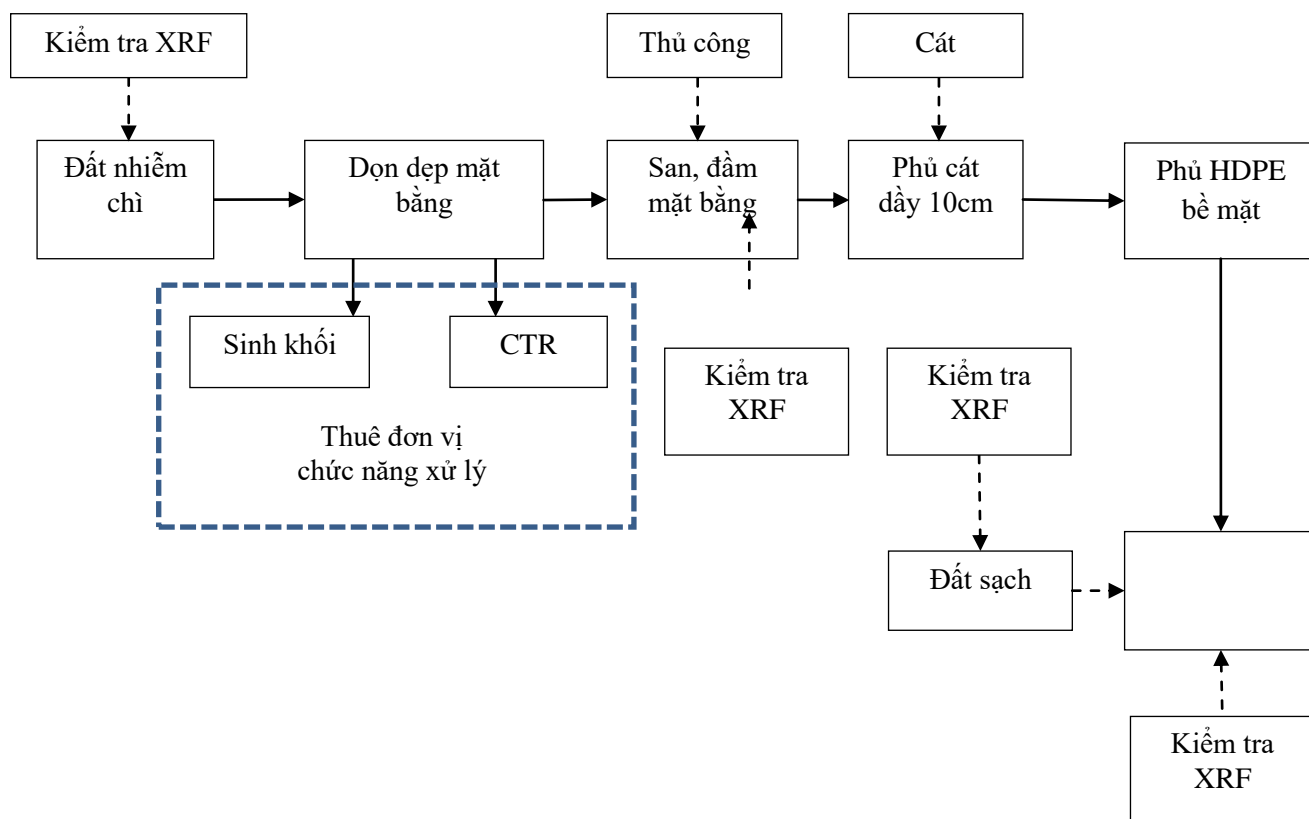 Kiểm tra XRF
Thủ công
Cát
Đất nhiễm
chì
Dọn dẹp mặt
bằng
San, đầm
mặt bằng
Phủ cát
dầy 10cm
Phủ HDPE
bề mặt
Sinh khối
CTR
Thuê đơn vị
chức năng xử lý
Kiểm tra
XRF
Kiểm tra
XRF
Đất sạch
Kiểm tra
XRF